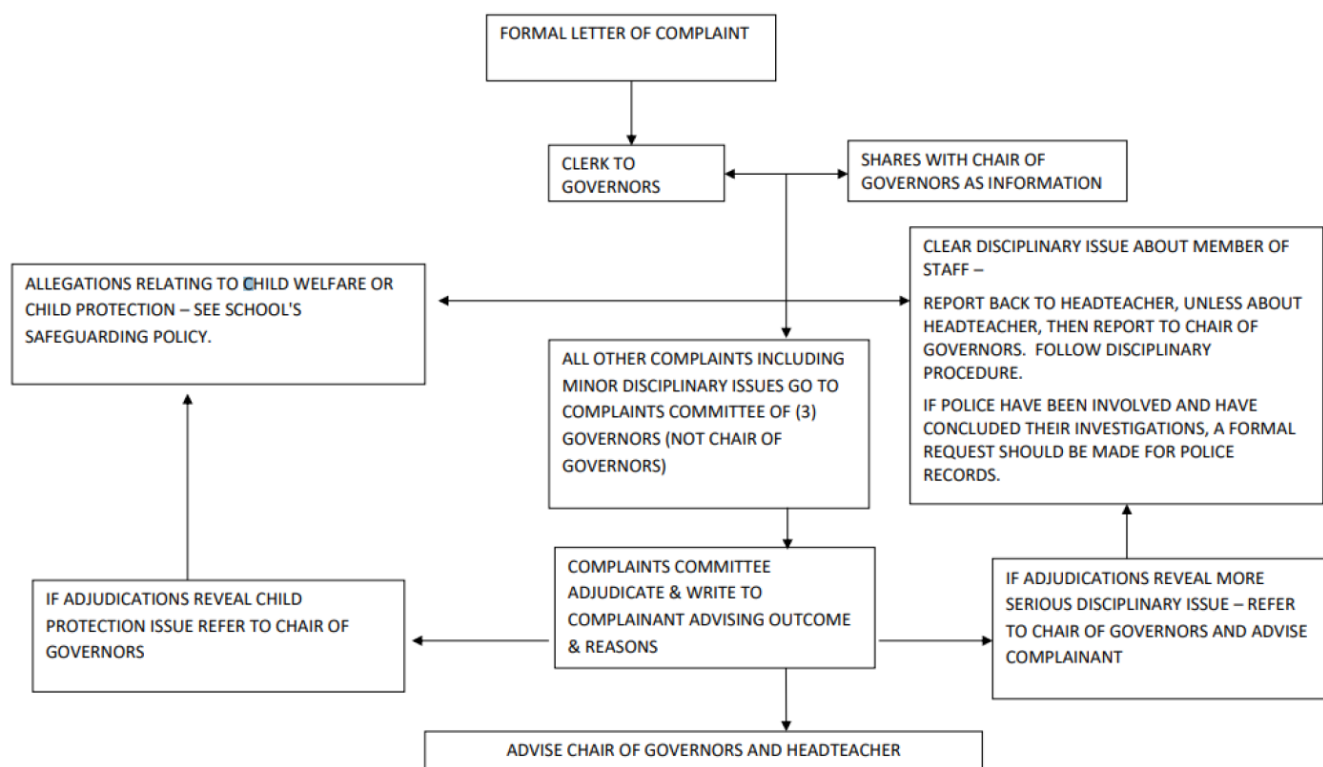 FORMAL LETTER OF COMPLAINT
CLERK TO
GOVERNORS
SHARES WITH CHAIR OF
GOVERNORS AS INFORMATION
ALLEGATIONS RELATING TO CHILD WELFARE OR
CHILD PROTECTION – SEE SCHOOL'S
SAFEGUARDING POLICY.
CLEAR DISCIPLINARY ISSUE ABOUT MEMBER OF
STAFF –
REPORT BACK TO HEADTEACHER, UNLESS ABOUT
HEADTEACHER, THEN REPORT TO CHAIR OF
GOVERNORS. FOLLOW DISCIPLINARY
PROCEDURE.
IF POLICE HAVE BEEN INVOLVED AND HAVE
CONCLUDED THEIR INVESTIGATIONS, A FORMAL
REQUEST SHOULD BE MADE FOR POLICE
RECORDS.
ALL OTHER COMPLAINTS INCLUDING
MINOR DISCIPLINARY ISSUES GO TO
COMPLAINTS COMMITTEE OF (3)
GOVERNORS (NOT CHAIR OF
GOVERNORS)
IF ADJUDICATIONS REVEAL CHILD
PROTECTION ISSUE REFER TO CHAIR OF
GOVERNORS
COMPLAINTS COMMITTEE
ADJUDICATE & WRITE TO
COMPLAINANT ADVISING OUTCOME
& REASONS
IF ADJUDICATIONS REVEAL MORE
SERIOUS DISCIPLINARY ISSUE – REFER
TO CHAIR OF GOVERNORS AND ADVISE
COMPLAINANT
ADVISE CHAIR OF GOVERNORS AND HEADTEACHER